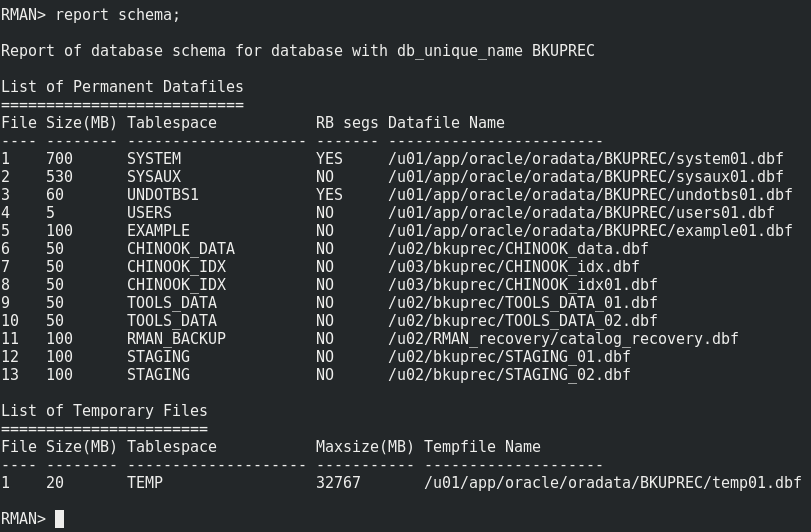 RMAN> report schema;
Report of database schema for database with db_unique_name BKUPREC
List of Permanent Datafiles
===========================
File Size(MB) Tablespace           RB segs Datafile Name
---- -------- -------------------- ------- ------------------------
1    700      SYSTEM               YES     /u01/app/oracle/oradata/BKUPREC/system01.dbf
2    530      SYSAUX               NO      /u01/app/oracle/oradata/BKUPREC/sysaux01.dbf
3    60       UNDOTBS1             YES     /u01/app/oracle/oradata/BKUPREC/undotbs01.dbf
4    5        USERS                NO      /u01/app/oracle/oradata/BKUPREC/users01.dbf
5    100      EXAMPLE              NO      /u01/app/oracle/oradata/BKUPREC/example01.dbf
6    50       CHINOOK_DATA         NO      /u02/bkuprec/CHINOOK_data.dbf
7    50       CHINOOK_IDX          NO      /u03/bkuprec/CHINOOK_idx.dbf
8    50       CHINOOK_IDX          NO      /u03/bkuprec/CHINOOK_idx01.dbf
9    50       TOOLS_DATA           NO      /u02/bkuprec/TOOLS_DATA_01.dbf
10   50       TOOLS_DATA           NO      /u02/bkuprec/TOOLS_DATA_02.dbf
11   100      RMAN_BACKUP          NO      /u02/RMAN_recovery/catalog_recovery.dbf
12   100      STAGING              NO      /u02/bkuprec/STAGING_01.dbf
13   100      STAGING              NO      /u02/bkuprec/STAGING_02.dbf
List of Temporary Files
=======================
File Size(MB) Tablespace           Maxsize(MB) Tempfile Name
---- -------- -------------------- ----------- --------------------
1    20       TEMP                 32767       /u01/app/oracle/oradata/BKUPREC/temp01.dbf
RMAN>